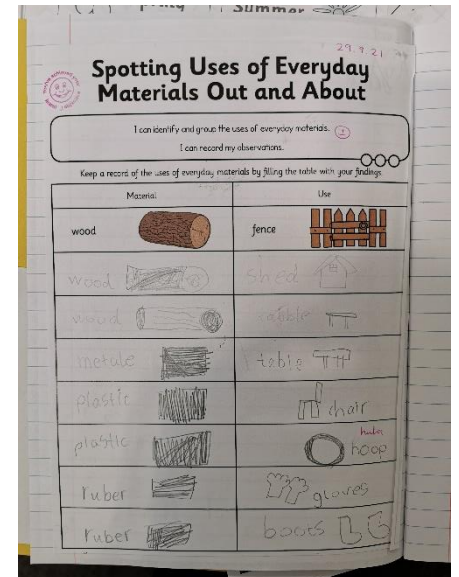 Summer
29.9.21
Spotting Uses of Everyday
Materials Out and About
I can identify and group the uses of everyday materials.
I can record my observations.
Keep a record of the uses of everyday materials by filling the table with your findings
Material Use
wood fence
wood shed
wood table
metule table
plastic chair
hula
plastic hoop
ruber gloves
ruber boots